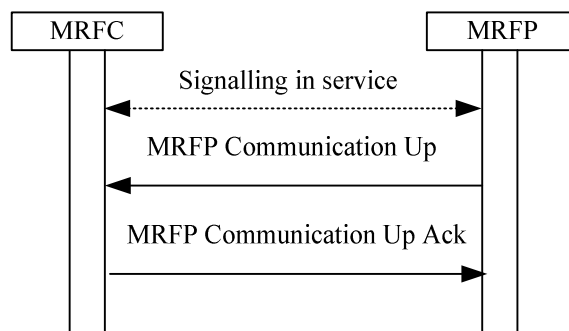 MRFC
MRFP
Signalling in service
MRFP Communication Up
MRFP Communication Up Ack